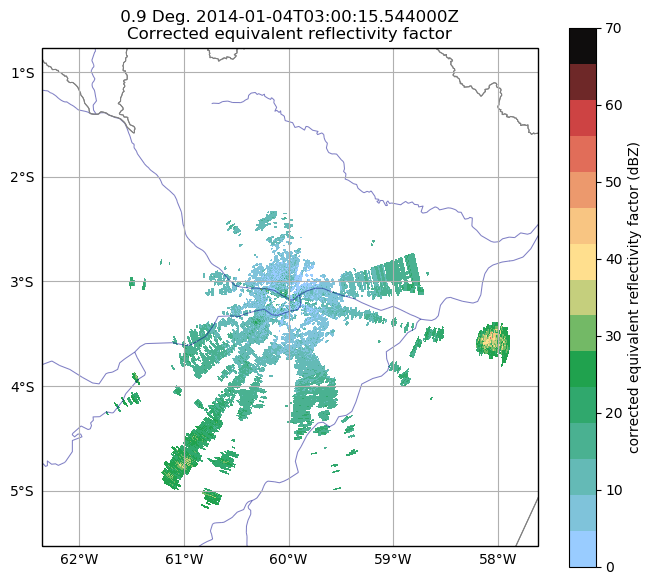 0.9 Deg. 2014-01-04T03:00:15.544000Z
Corrected equivalent reflectivity factor
1°S
2°S
3°S
4°S
5°S
62°W
61°W
60°W
59°W
58°W
70
60
50
40
30
20
10
0
corrected equivalent reflectivity factor (dBZ)